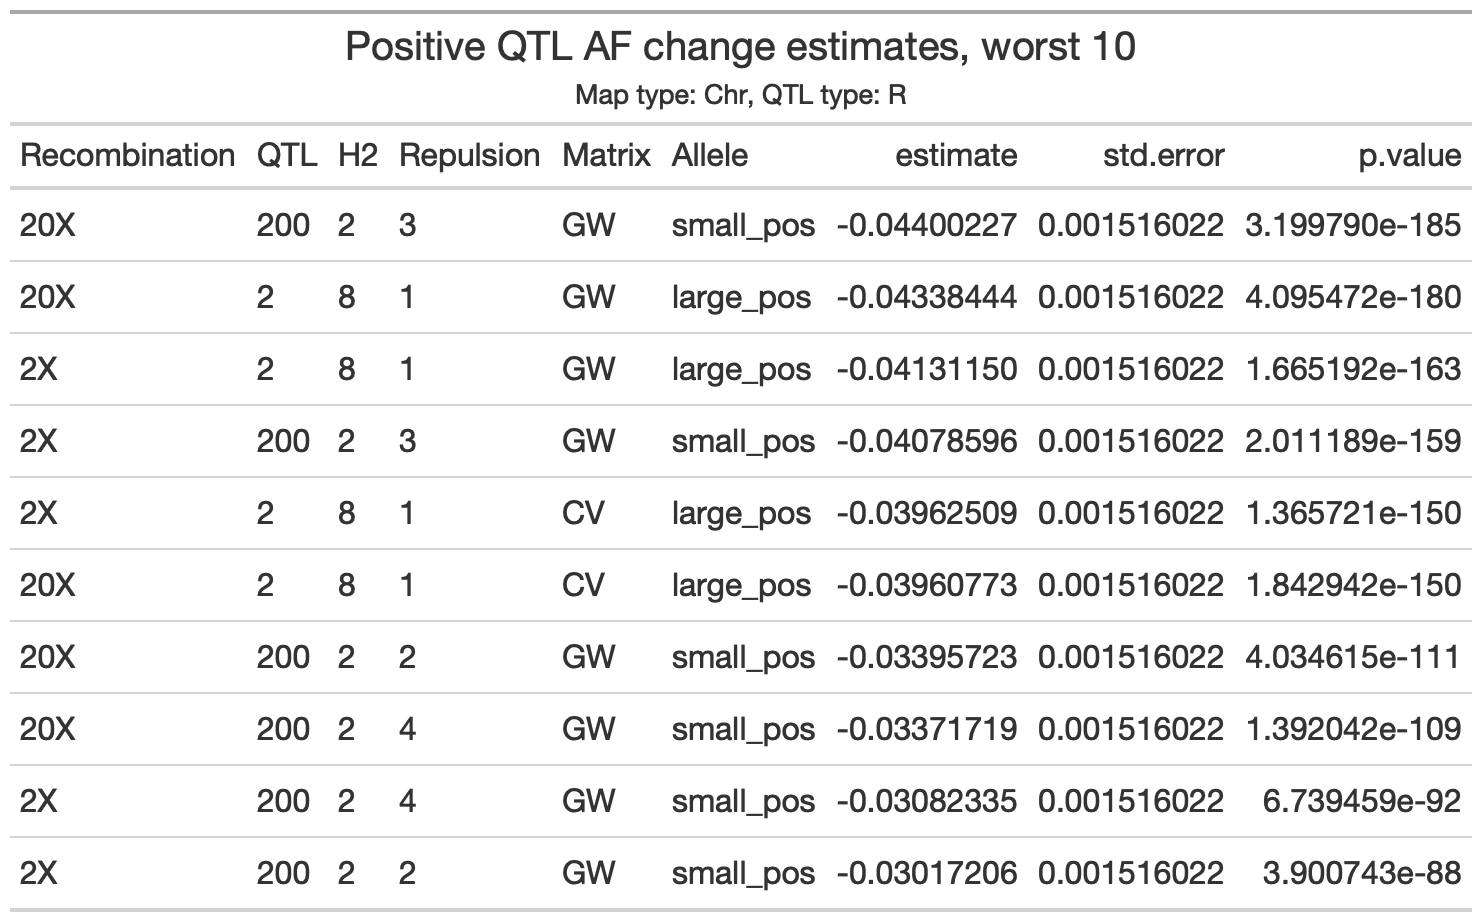 Positive QTL AF change estimates, worst 10
Map type: Chr, QTL type: R
Recombination QTL H2 Repulsion Matrix Allele estimate std.error p.value
20X 200 2 3 GW small_pos -0.04400227 0.001516022 3.199790e-185
20X 2 8 1 GW large_pos -0.04338444 0.001516022 4.095472e-180
2X 2 8 1 GW large_pos -0.04131150 0.001516022 1.665192e-163
2X 200 2 3 GW small_pos -0.04078596 0.001516022 2.011189e-159
2X 2 8 1 CV large_pos -0.03962509 0.001516022 1.365721e-150
20X 2 8 1 CV large_pos -0.03960773 0.001516022 1.842942e-150
20X 200 2 2 GW small_pos -0.03395723 0.001516022 4.034615e-111
20X 200 2 4 GW small_pos -0.03371719 0.001516022 1.392042e-109
2X 200 2 4 GW small_pos -0.03082335 0.001516022 6.739459e-92
2X 200 2 2 GW small_pos -0.03017206 0.001516022 3.900743e-88